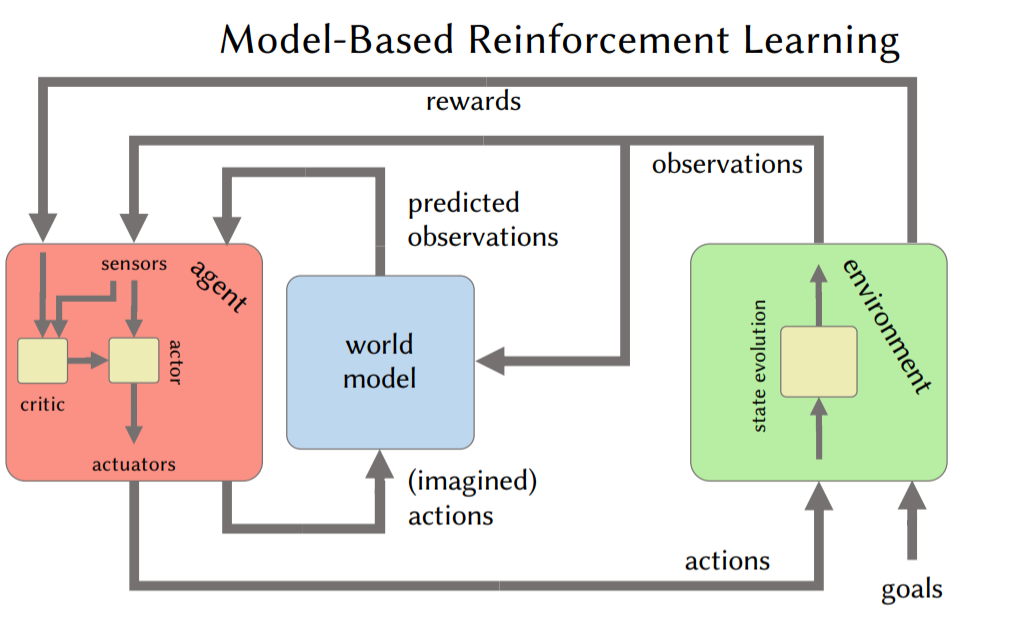 Model-Based Reinforcement Learning
rewards
observations
predicted
observations
sensors
agent
actor
critic
actuators
world
model
(imagined)
actions
state evolution
environment
actions
goals